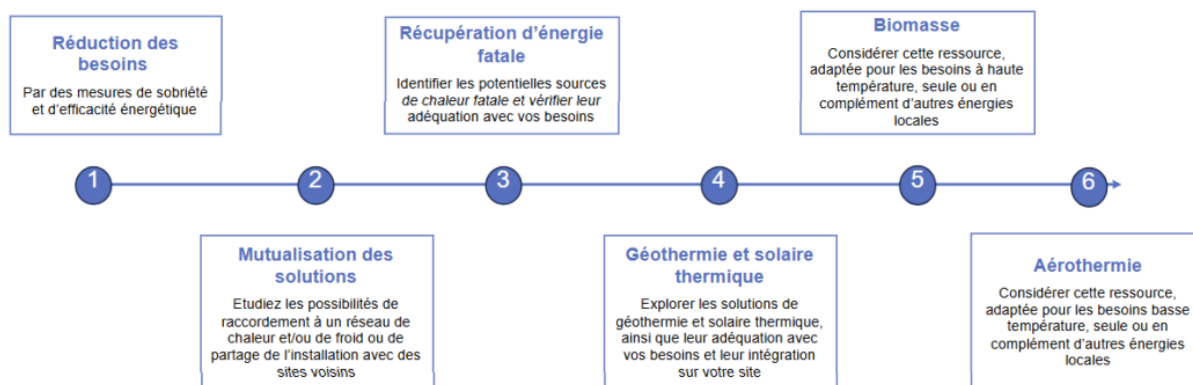 Réduction des
besoins
Par des mesures de sobriété
et d'efficacité énergétique
1
Mutualisation des
solutions
Etudiez les possibilités de
raccordement à un réseau de
chaleur et/ou de froid ou de
partage de l'installation avec des
sites voisins
2
Récupération d'énergie
fatale
Identifier les potentielles sources
de chaleur fatale et vérifier leur
adéquation avec vos besoins
3
Géothermie et solaire
thermique
Explorer les solutions de
géothermie et solaire thermique,
ainsi que leur adéquation avec
vos besoins et leur intégration
sur votre site
4
Biomasse
Considérer cette ressource,
adaptée pour les besoins à haute
température, seule ou en
complément d'autres énergies
locales
5
Aérothermie
Considérer cette ressource,
adaptée pour les besoins basse
température, seule ou en
complément d'autres énergies
locales
6